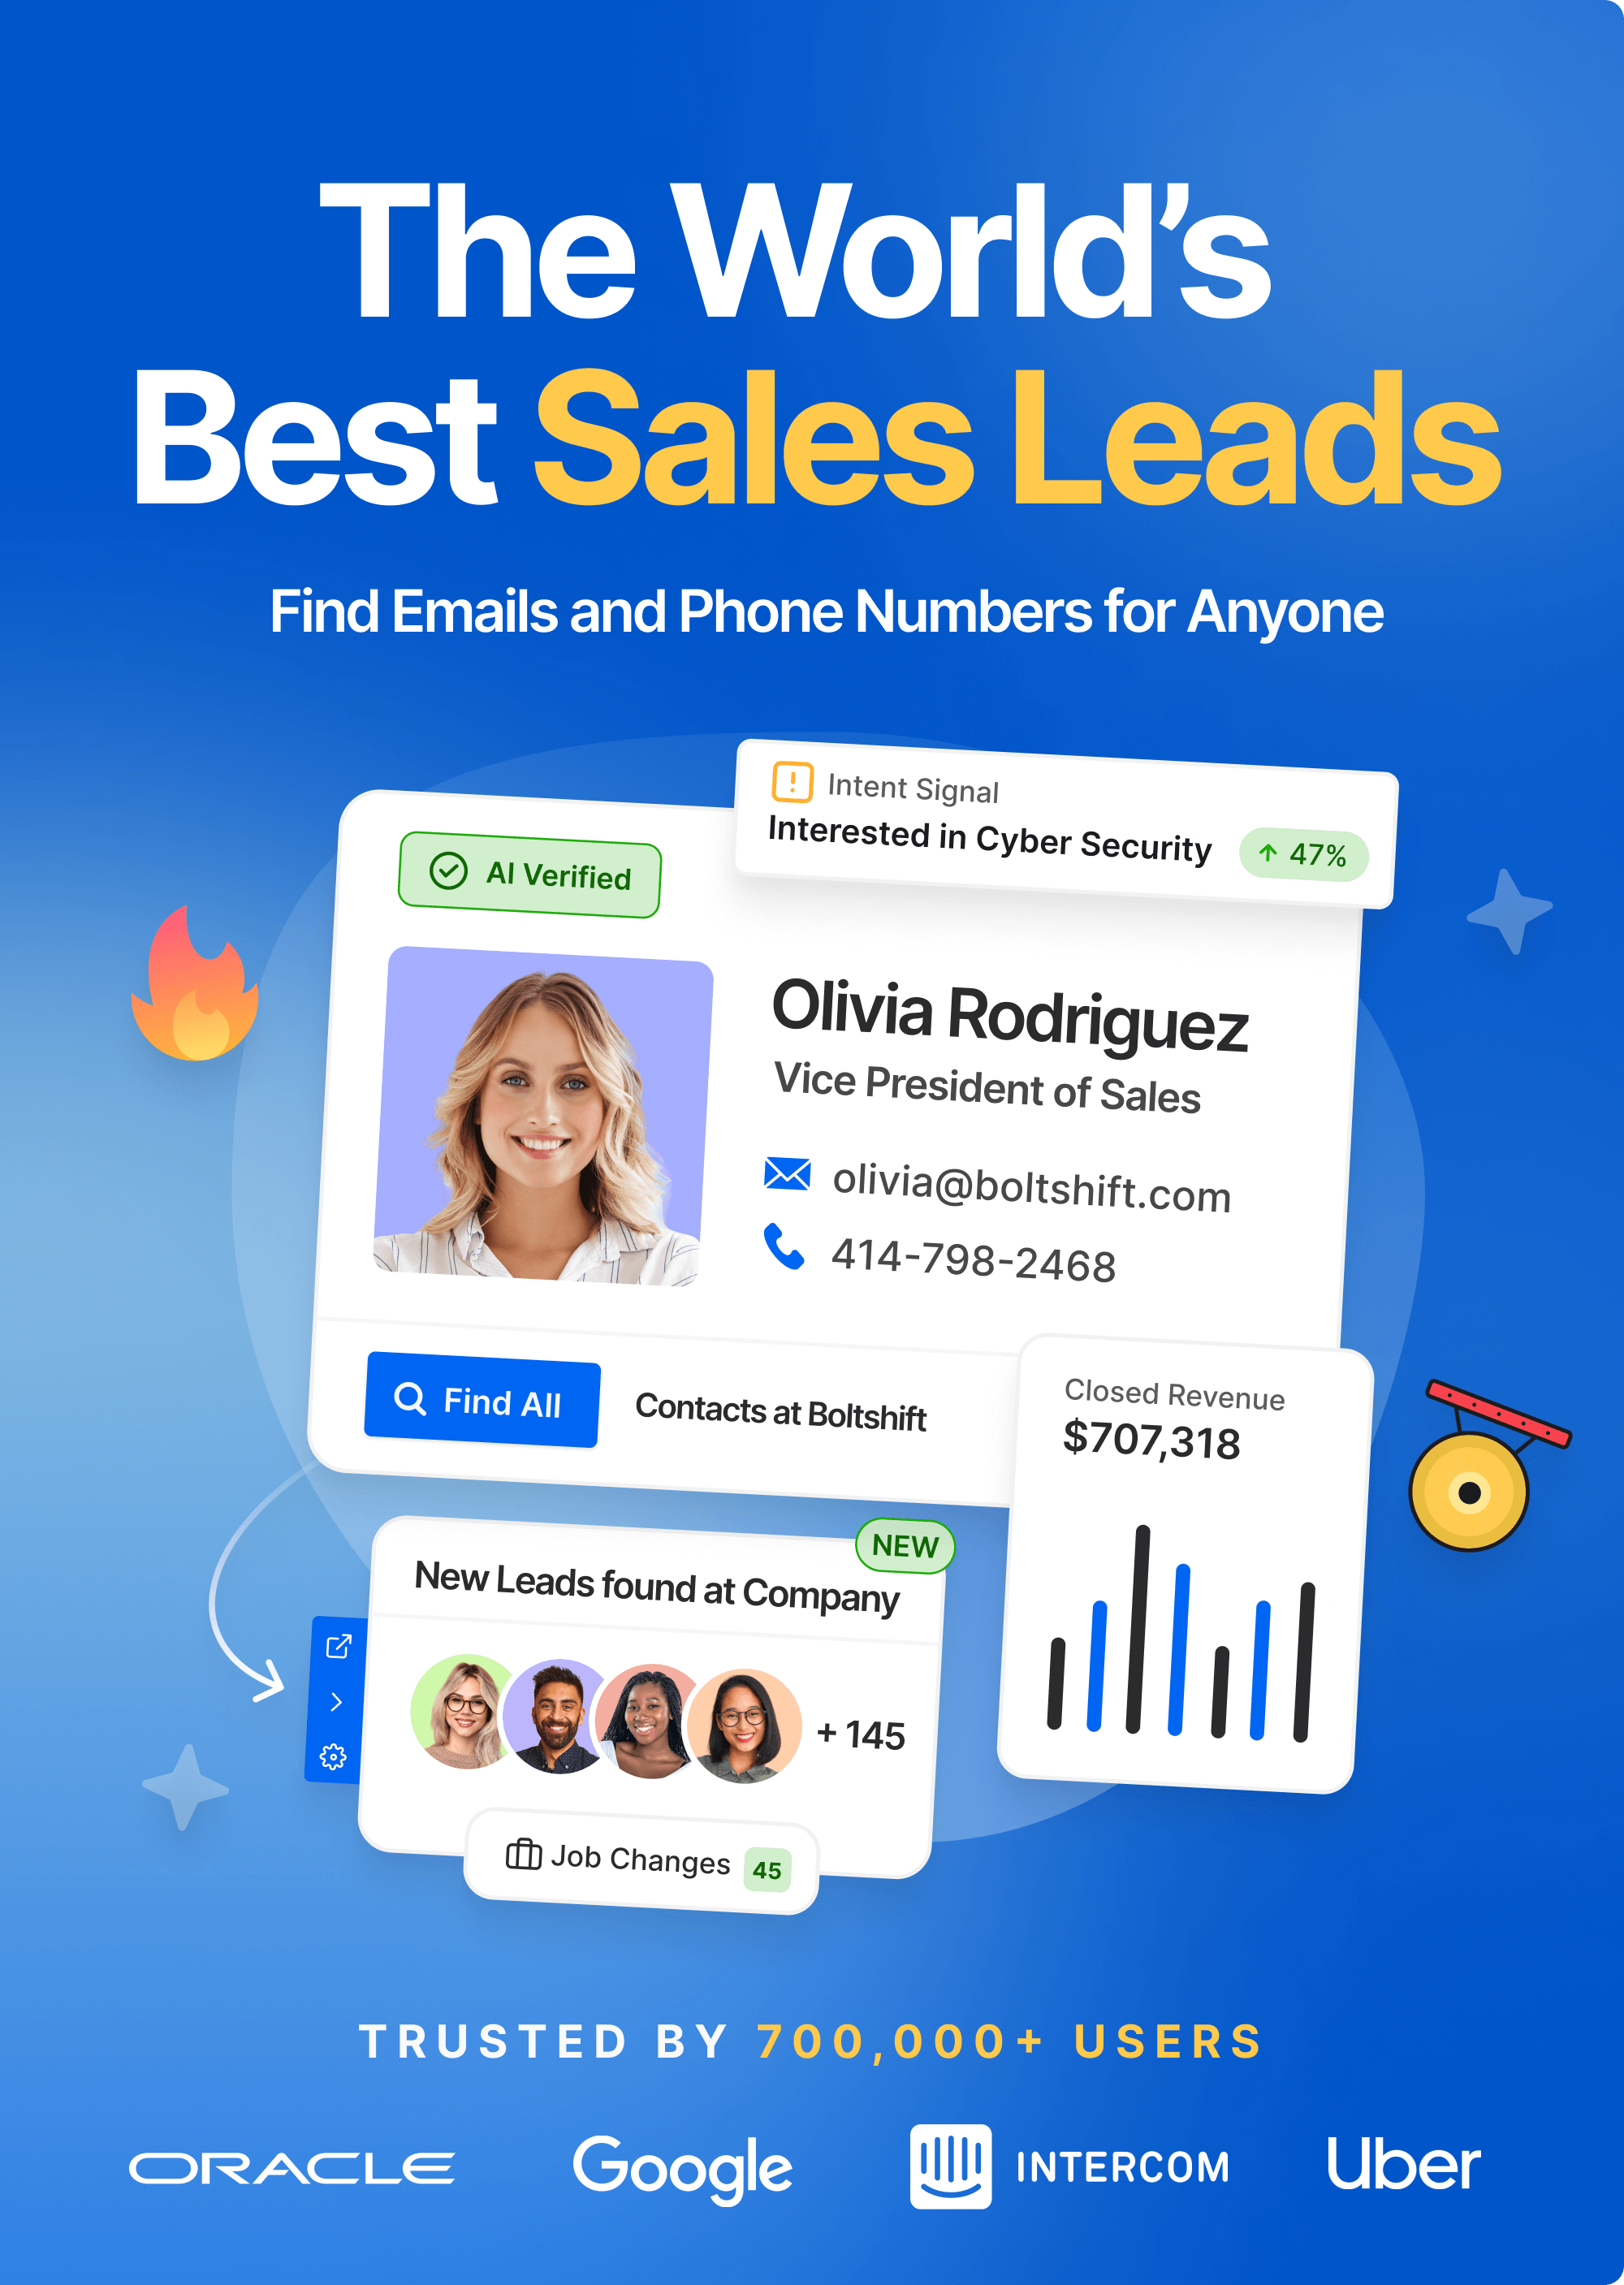 The World’s
Best Sales Leads
Find Emails and Phone Numbers for Anyone
Intent Signal
Interested in Cyber Security
47%
AI Verified
Olivia Rodriguez
Vice President of Sales
olivia@boltshift.com
414-798-2468
Find All
Contacts at Boltshift
Closed Revenue
$707,318
NEW
New Leads found at Company
+ 145
Job Changes 45
TRUSTED BY 700,000+ USERS
ORACLE
Google
INTERCOM
Uber